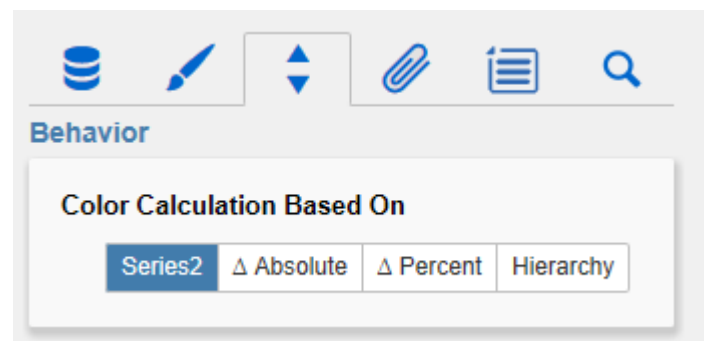 Behavior
Color Calculation Based On
Series2 Δ Absolute Δ Percent Hierarchy